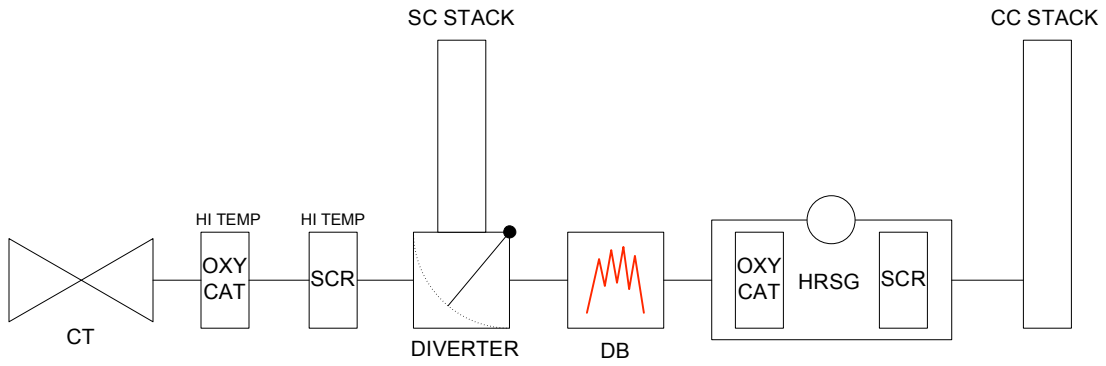 SC STACK
CC STACK
HI TEMP
HI TEMP
OXY
CAT
SCR
OXY
CAT
HRSG
SCR
CT
DIVERTER
DB